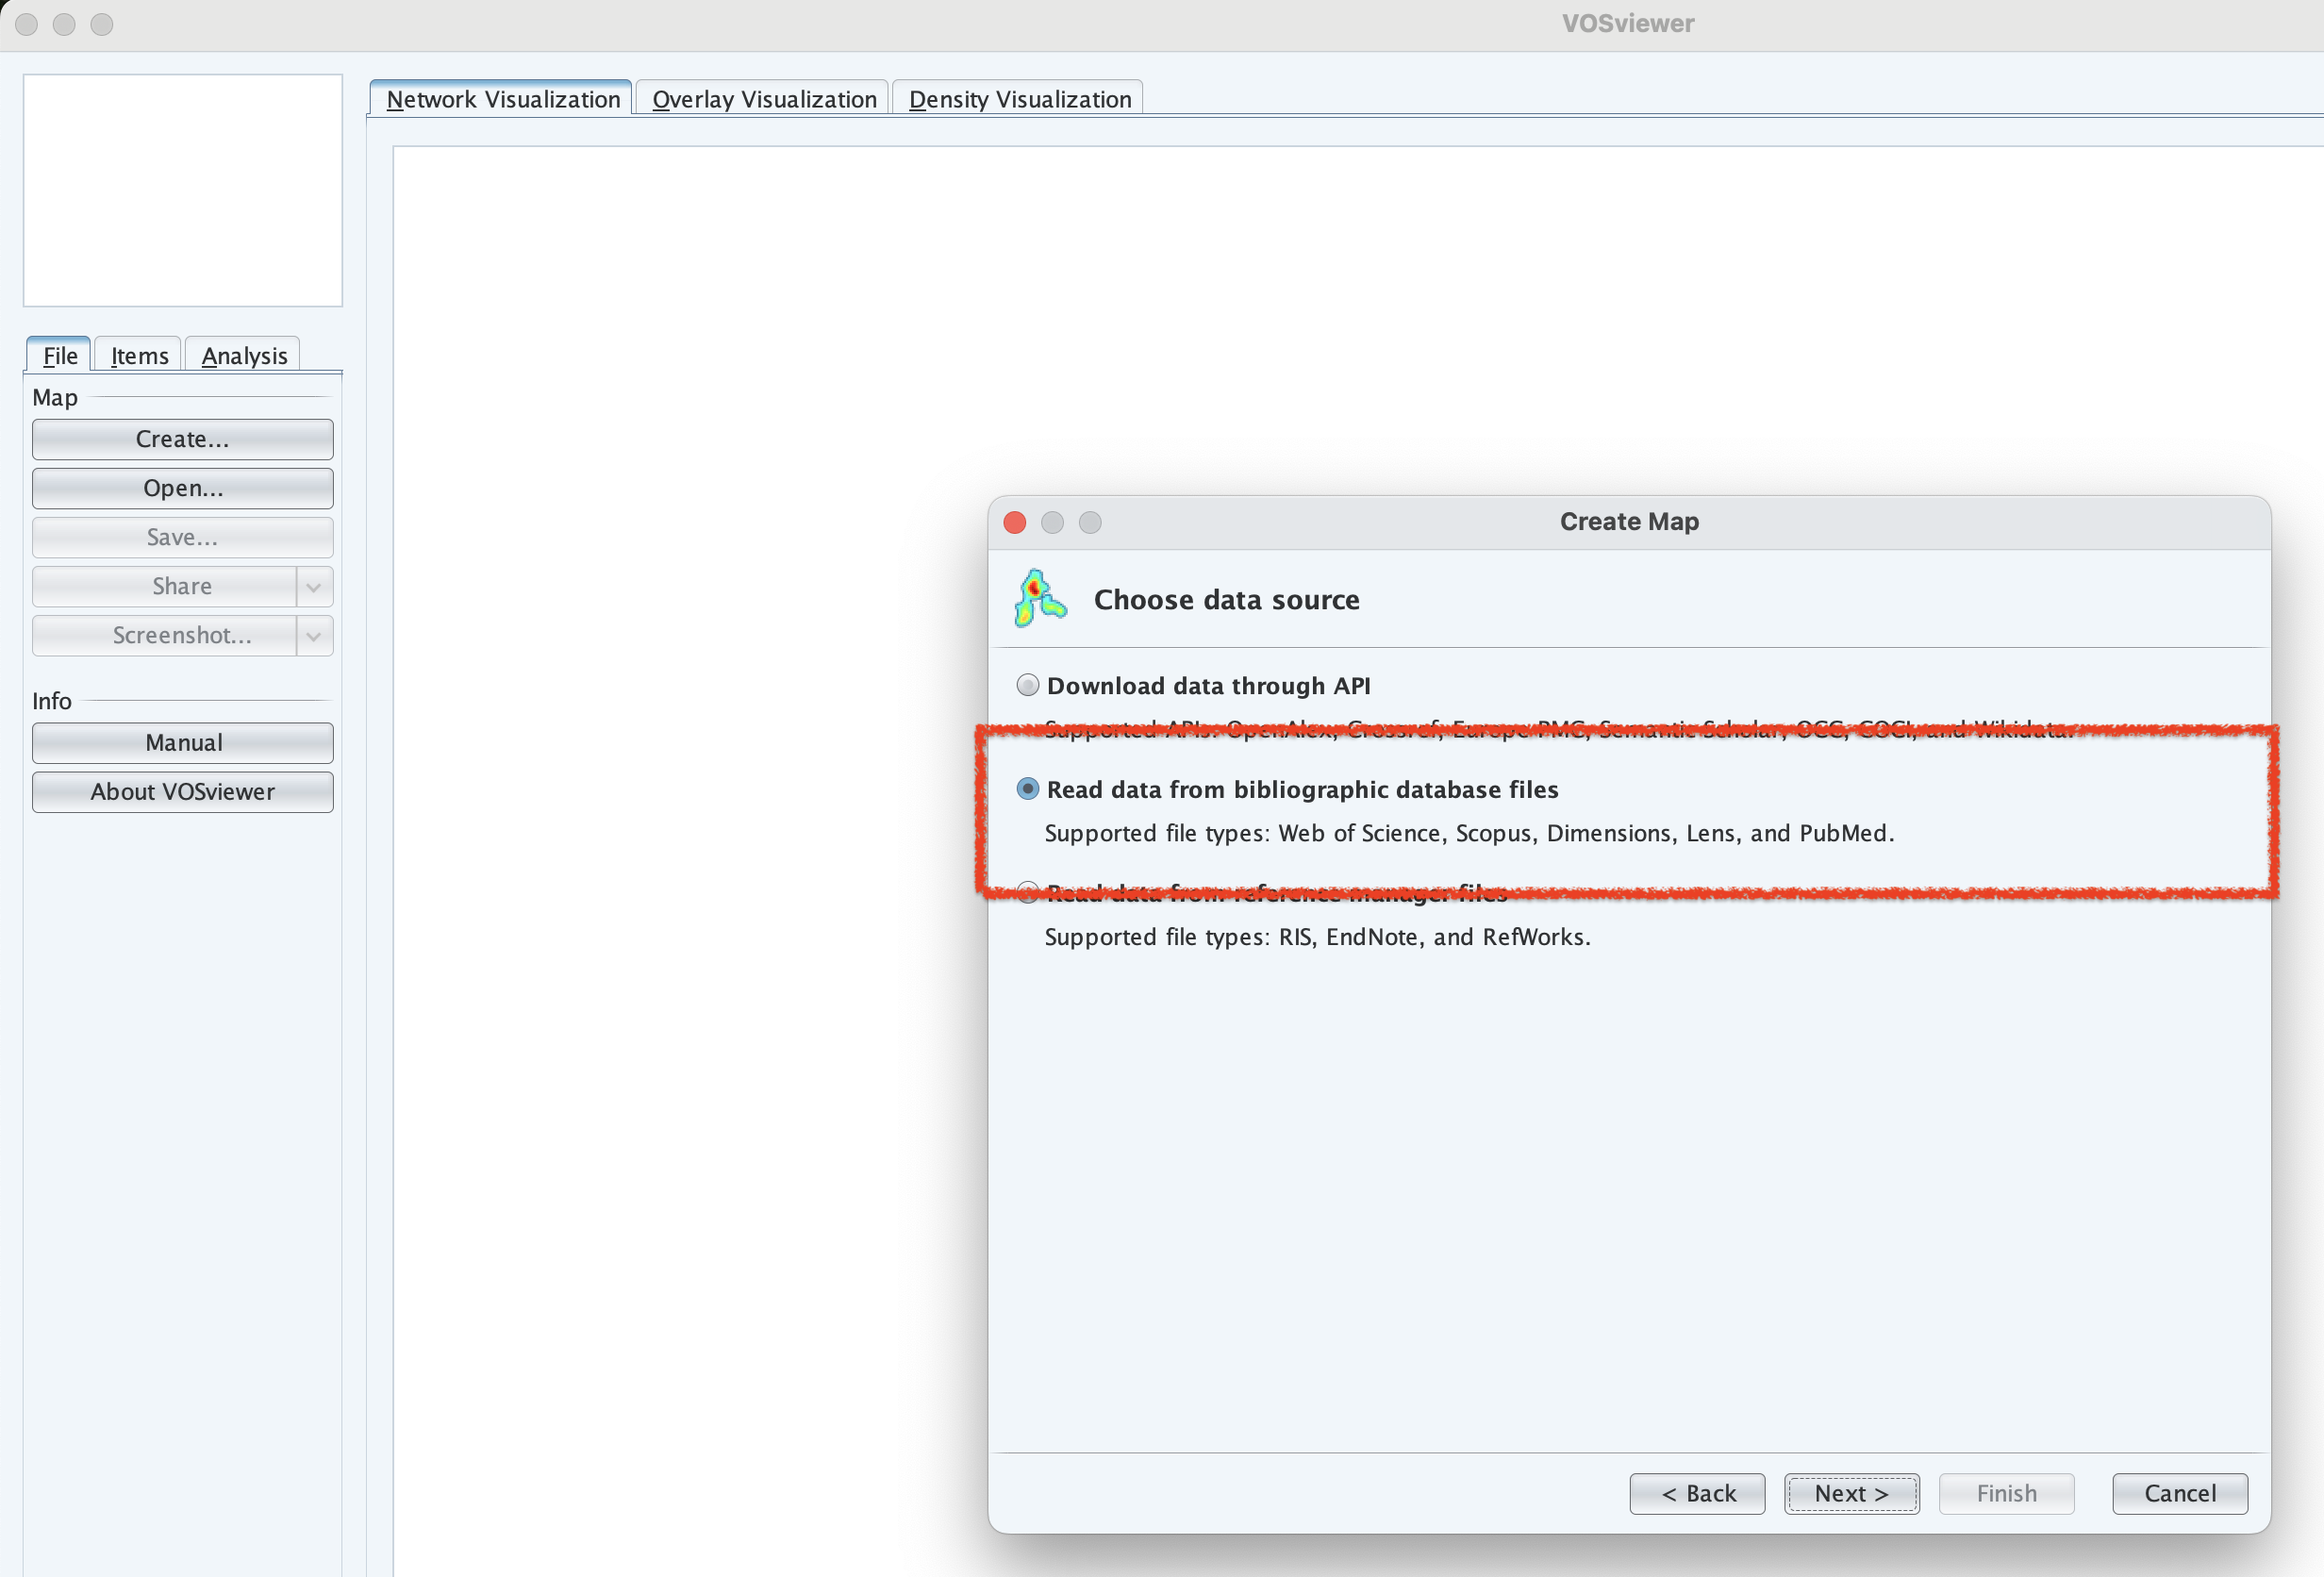 VOSviewer
Network Visualization
Overlay Visualization
Density Visualization
File
Items
Analysis
Map
Create...
Open...
Save...
Share
Screenshot...
Info
Manual
About VOSviewer
Create Map
Choose data source
Download data through API
Supported APIs: OpenAlex, Crossref, Europe PMC, Semantic Scholar, OCC, COCI, and Wikidata.
Read data from bibliographic database files
Supported file types: Web of Science, Scopus, Dimensions, Lens, and PubMed.
Read data from reference manager files
Supported file types: RIS, EndNote, and RefWorks.
< Back
Next >
Finish
Cancel